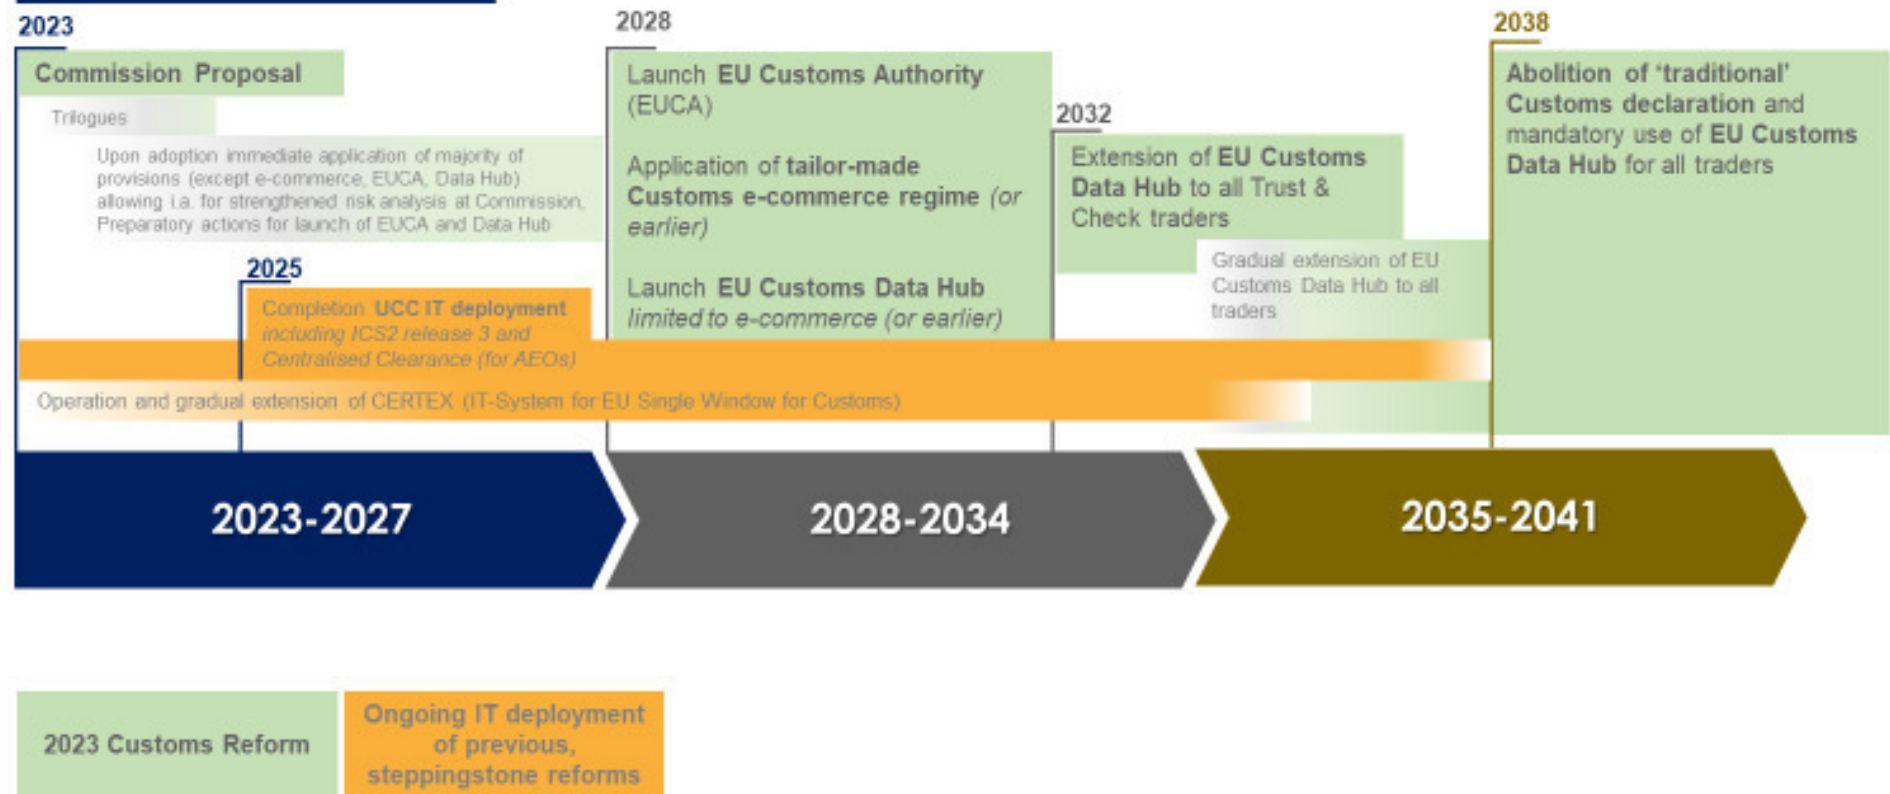 2023
Commission Proposal
Trilogues
Upon adoption immediate application of majority of
provisions (except e-commerce, EUCA, Data Hub)
allowing i.a. for strengthened risk analysis at Commission,
Preparatory actions for launch of EUCA and Data Hub
2025
Completion UCC IT deployment
including ICS2 release 3 and
Centralised Clearance (for AEOs)
Operation and gradual extension of CERTEX (IT-System for EU Single Window for Customs)
2028
Launch EU Customs Authority
(EUCA)
Application of tailor-made
Customs e-commerce regime (or
earlier)
Launch EU Customs Data Hub
limited to e-commerce (or earlier)
2032
Extension of EU Customs
Data Hub to all Trust &
Check traders
Gradual extension of EU
Customs Data Hub to all
traders
2038
Abolition of ‘traditional’
Customs declaration and
mandatory use of EU Customs
Data Hub for all traders
2023-2027
2028-2034
2035-2041
2023 Customs Reform
Ongoing IT deployment
of previous,
steppingstone reforms